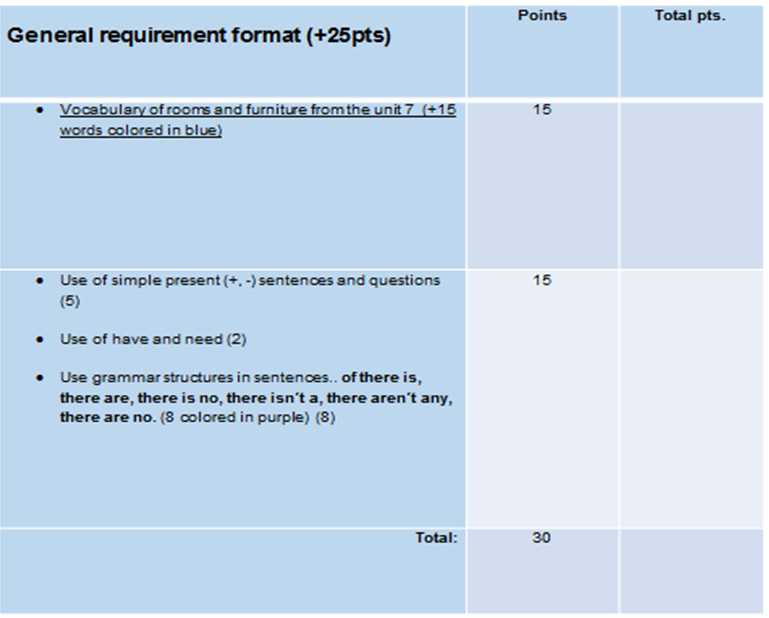 General requirement format (+25pts)
Points
Total pts.
• Vocabulary of rooms and furniture from the unit 7 (+15
words colored in blue)
15
• Use of simple present (+, -) sentences and questions
(5)
15
• Use of have and need (2)
• Use grammar structures in sentences.. of there is,
there are, there is no, there isn´t a, there aren´t any,
there are no. (8 colored in purple) (8)
Total:
30